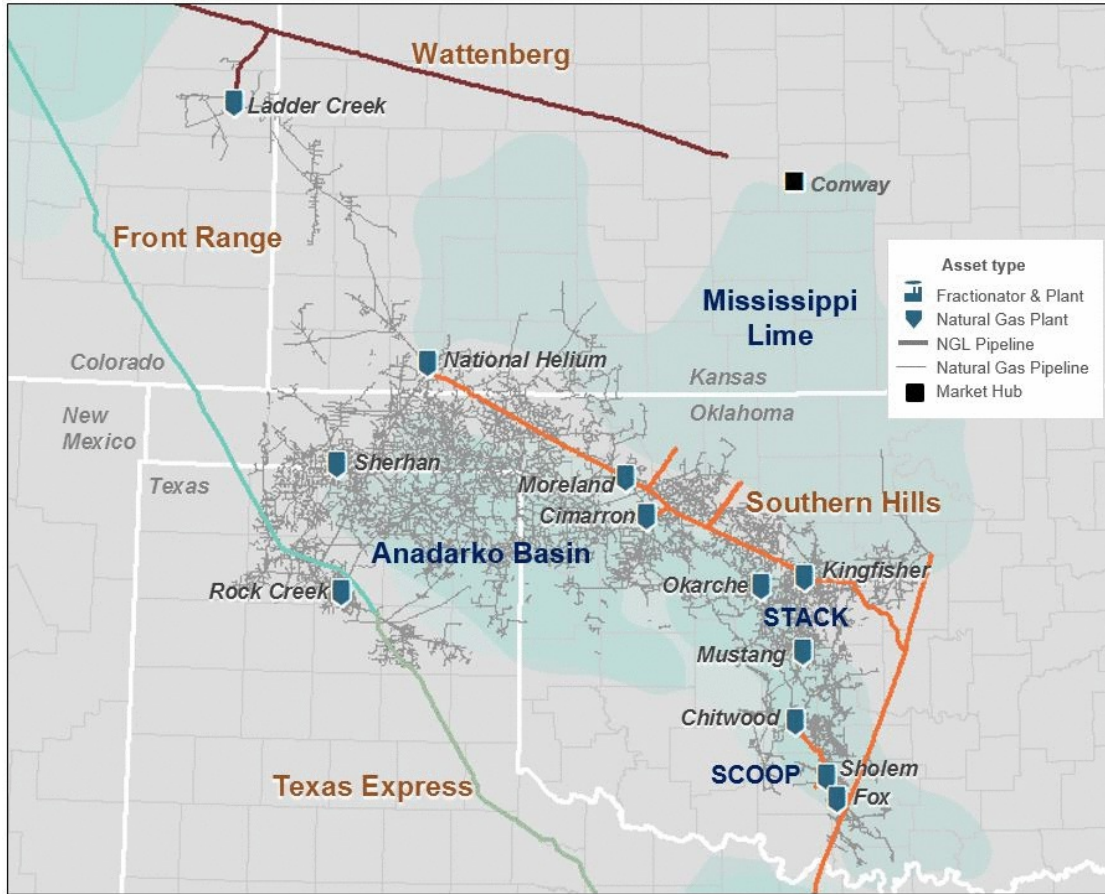 Wattenberg
Ladder Creek
Conway
Front Range
Asset type
Fractionator & Plant
Natural Gas Plant
NGL Pipeline
Natural Gas Pipeline
Market Hub
Mississippi
Lime
Colorado
National Helium
Kansas
Oklahoma
New
Mexico
Sherhan
Texas
Moreland
Southern Hills
Cimarron
Anadarko Basin
Kingfisher
Okarche
Rock Creek
STACK
Mustang
Chitwood
SCOOP
Sholem
Texas Express
Fox